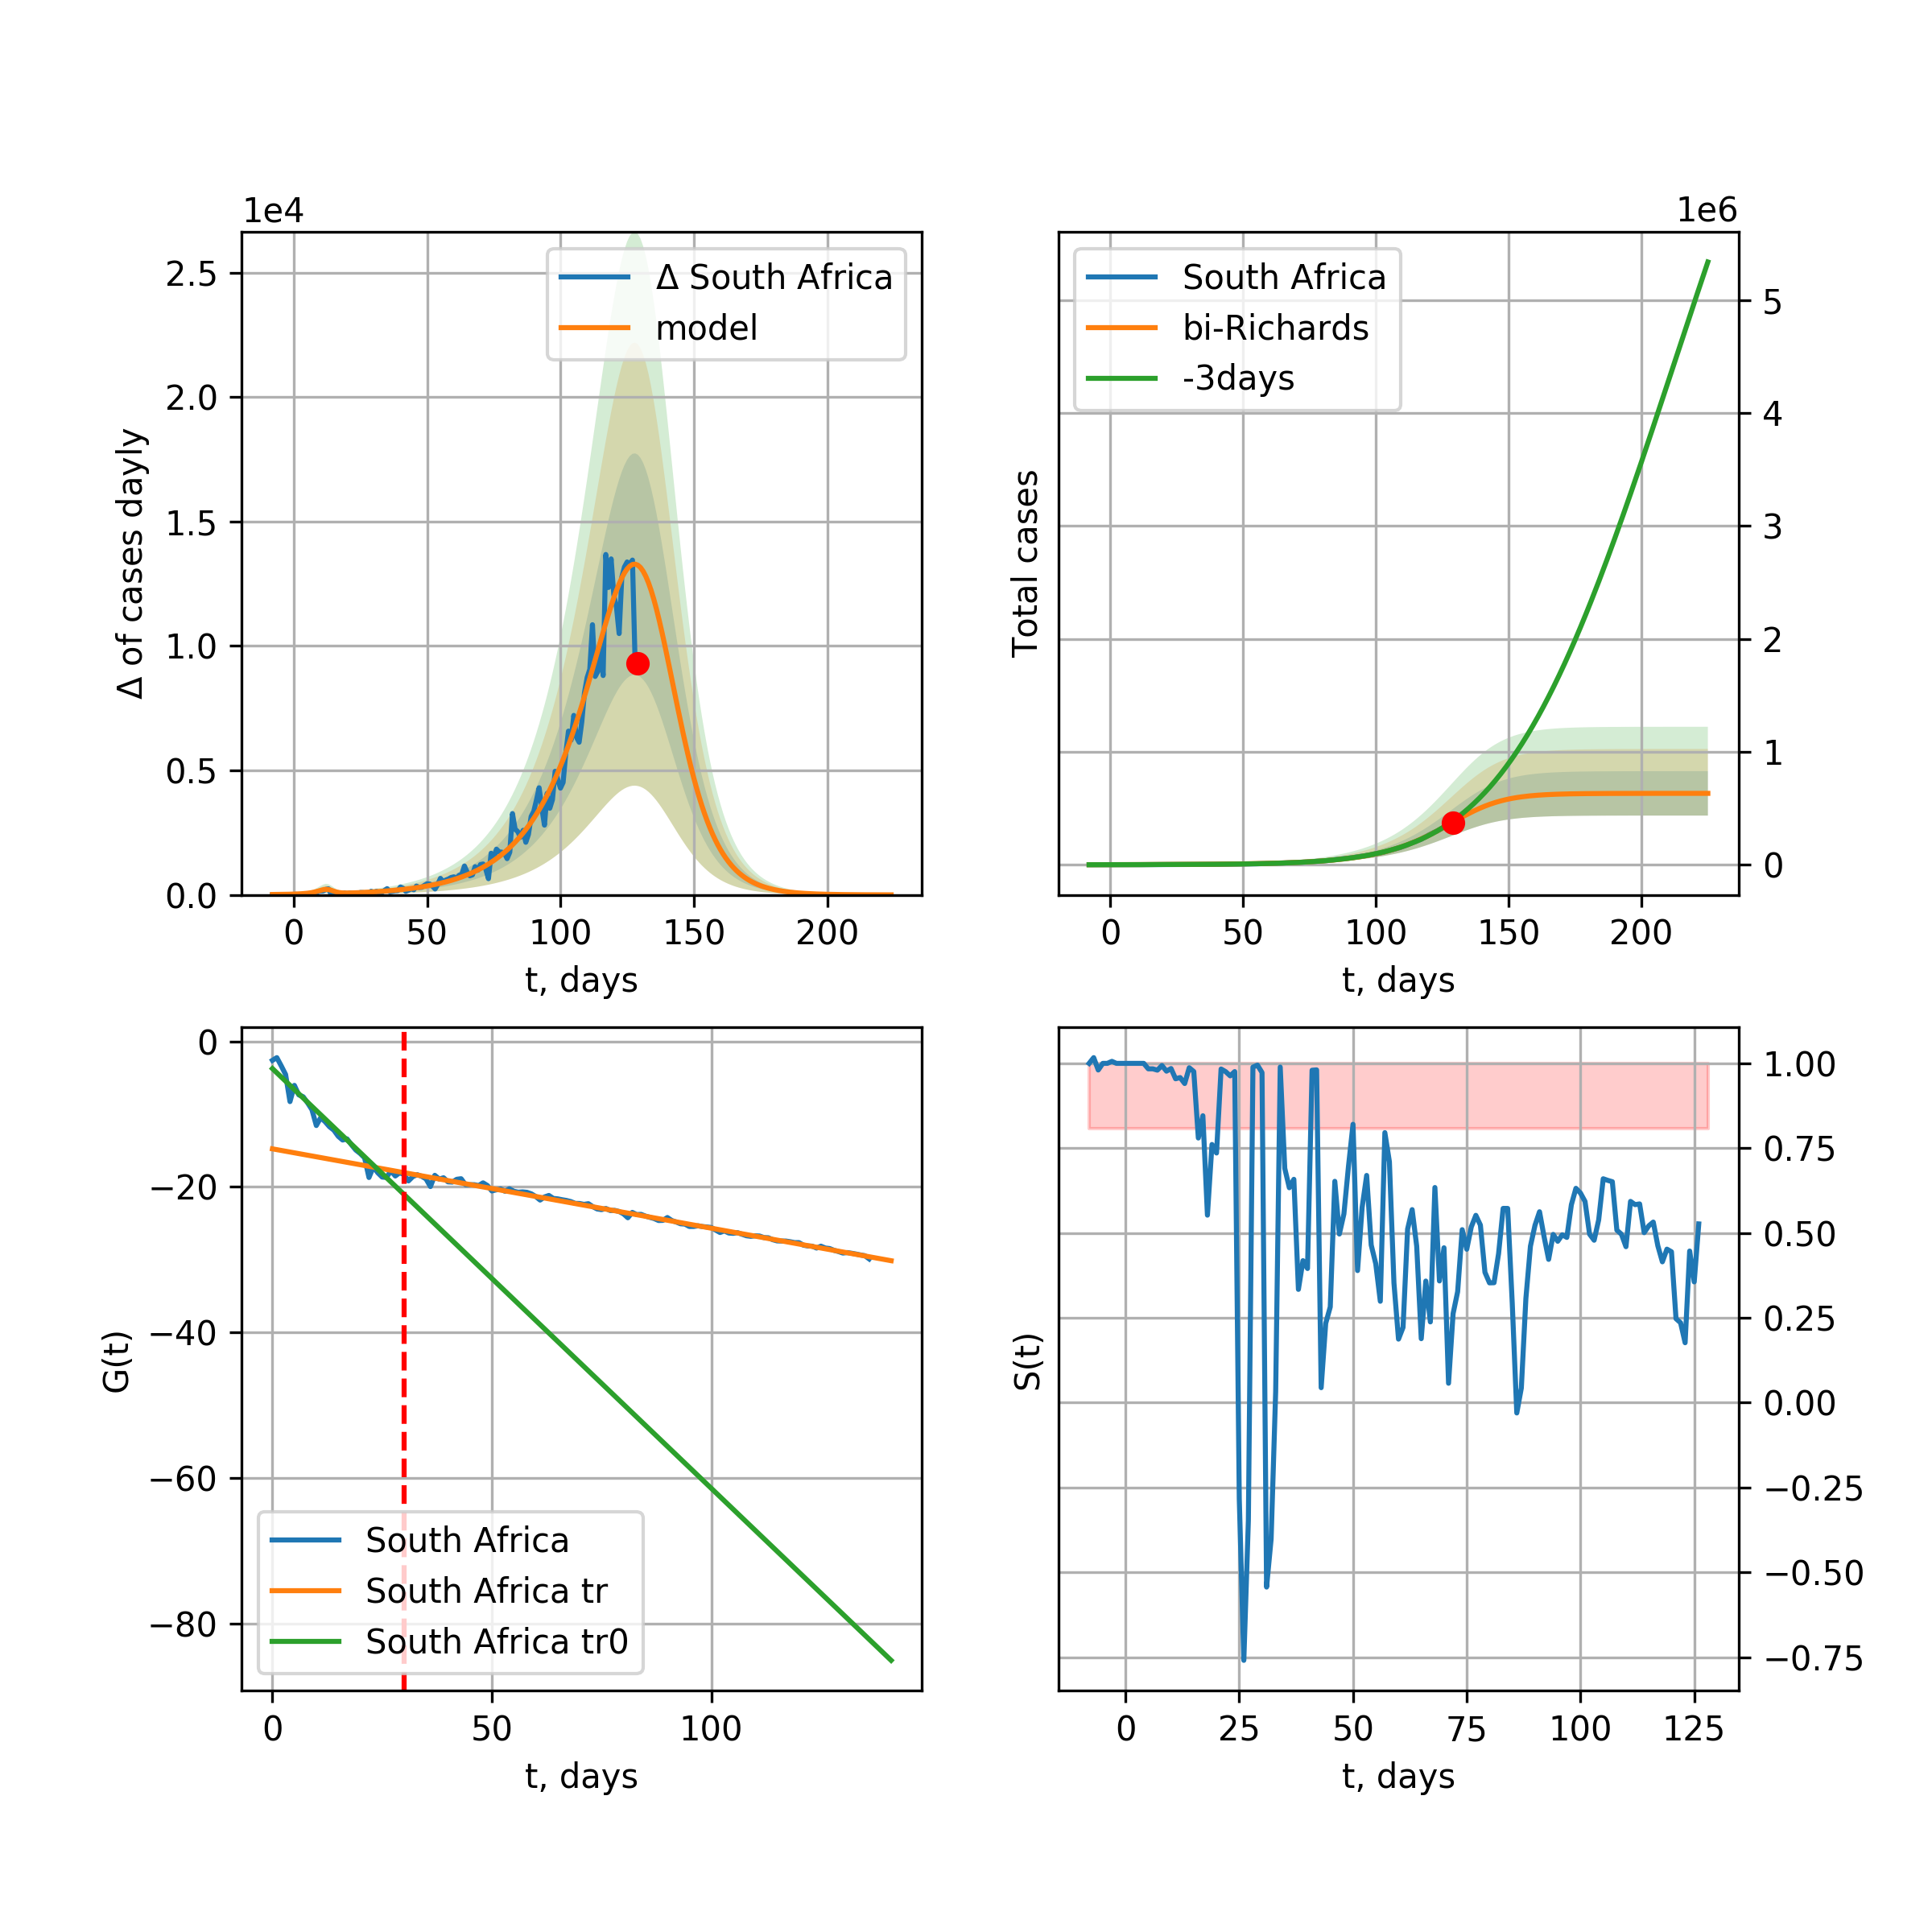 1e4
Δ South Africa
model
2.5
2.0
1.5
1.0
0.5
0.0
Δ of cases dayly
0 50 100 150 200
t, days
1e6
South Africa
bi-Richards
-3days
5
4
3
2
1
0
Total cases
0 50 100 150 200
t, days
0
−20
−40
−60
−80
G(t)
South Africa
South Africa tr
South Africa tr0
0 50 100
t, days
1.00
0.75
0.50
0.25
0.00
−0.25
−0.50
−0.75
S(t)
0 25 50 75 100 125
t, days